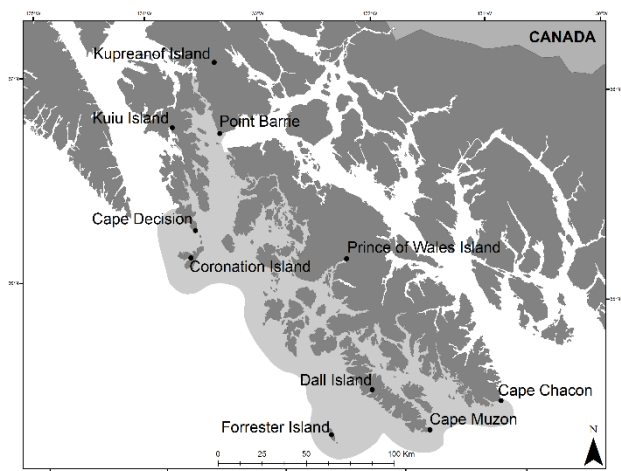 CANADA
Kupreanof Island
Kuiu Island
Point Barrie
Cape Decision
Coronation Island
Prince of Wales Island
Dall Island
Cape Chacon
Forrester Island
Cape Muzon
N
0 25 50 100 Km